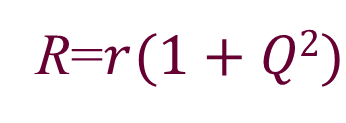 R=r(1 + Q²)